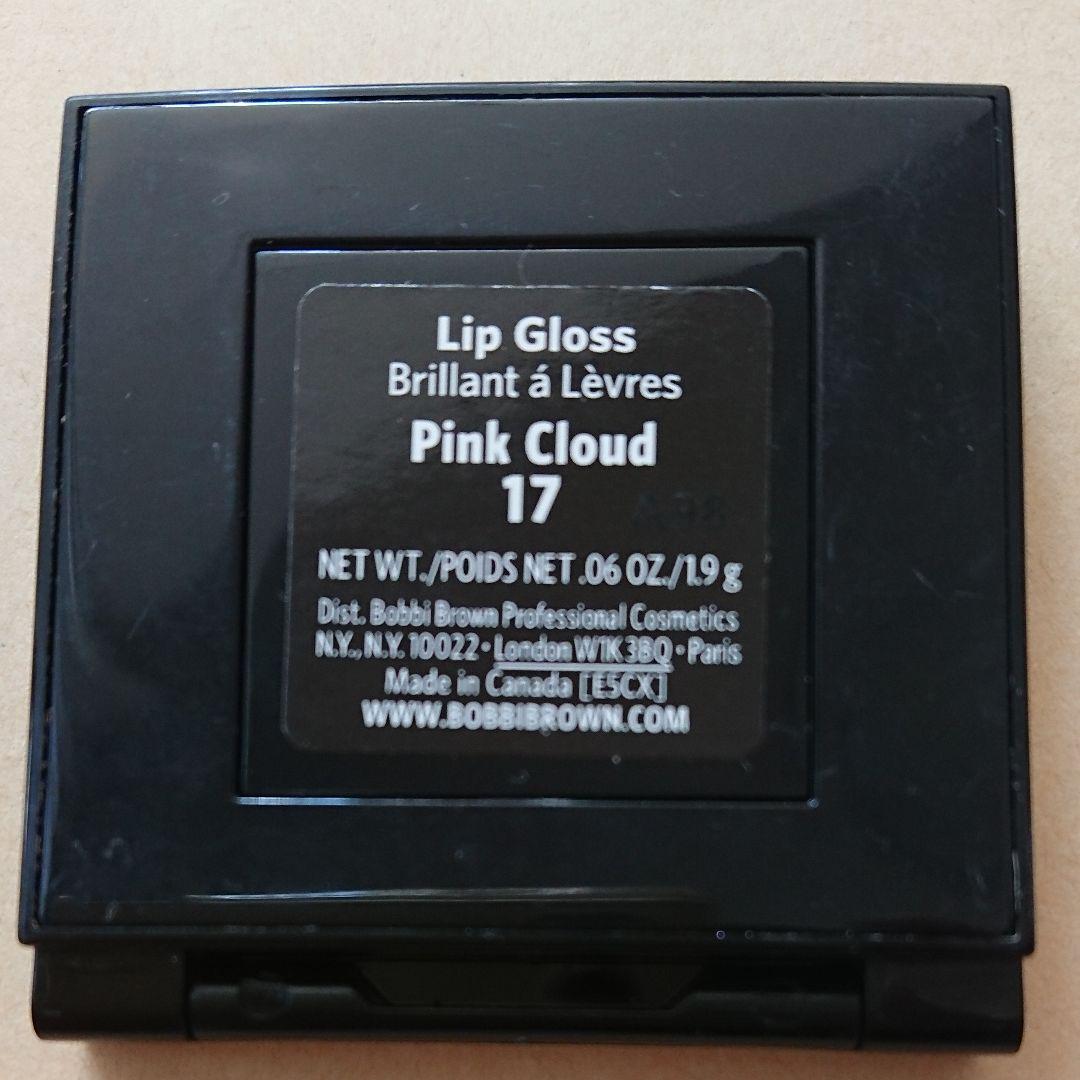 Lip Gloss
Brillant á Lèvres
Pink Cloud
17
NET WT./POIDS NET .06 OZ./1.9 g
Dist. Bobbi Brown Professional Cosmetics
N.Y., N.Y. 10022 • London W1K 3BQ • Paris
Made in Canada [E5CX]
WWW.BOBBIBROWN.COM